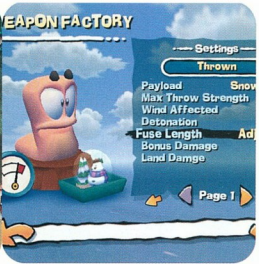 EAPON FACTORY
Settings
Thrown
Payload Snow
Max Throw Strength
Wind Affected
Detonation
Fuse Length Adj
Bonus Damage
Land Damge
Page 1